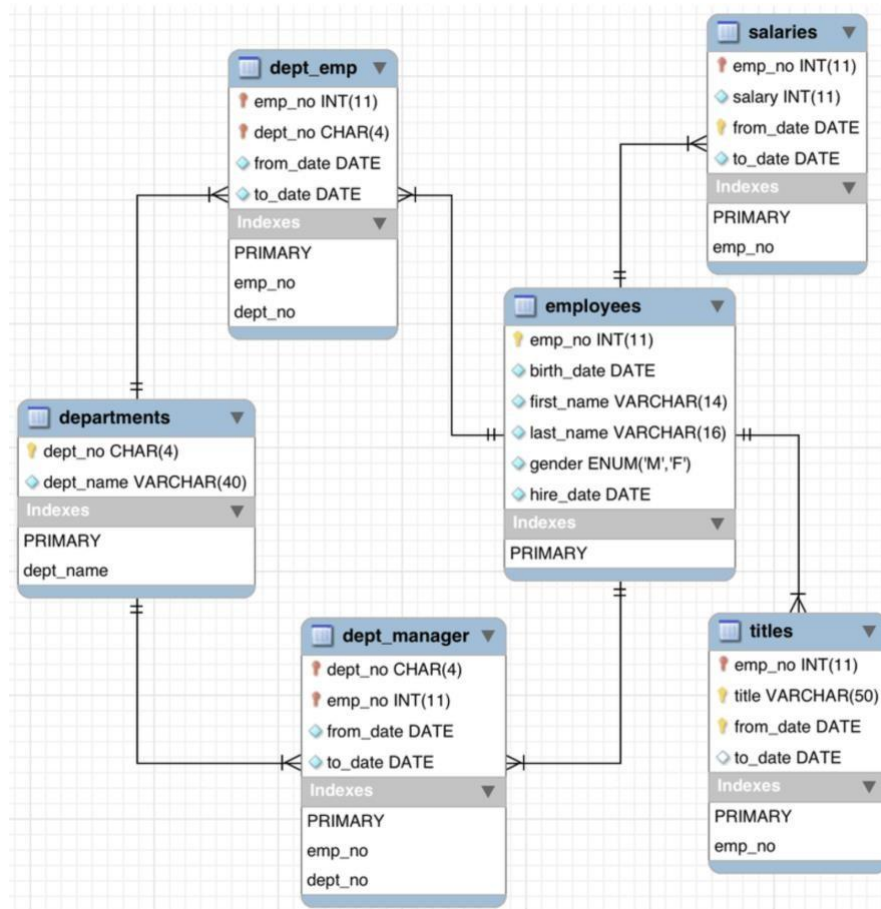 dept_emp
emp_no INT(11)
dept_no CHAR(4)
from_date DATE
to_date DATE
Indexes
PRIMARY
emp_no
dept_no
salaries
emp_no INT(11)
salary INT(11)
from_date DATE
to_date DATE
Indexes
PRIMARY
emp_no
departments
dept_no CHAR(4)
dept_name VARCHAR(40)
Indexes
PRIMARY
dept_name
employees
emp_no INT(11)
birth_date DATE
first_name VARCHAR(14)
last_name VARCHAR(16)
gender ENUM('M','F')
hire_date DATE
Indexes
PRIMARY
dept_manager
dept_no CHAR(4)
emp_no INT(11)
from_date DATE
to_date DATE
Indexes
PRIMARY
emp_no
dept_no
titles
emp_no INT(11)
title VARCHAR(50)
from_date DATE
to_date DATE
Indexes
PRIMARY
emp_no